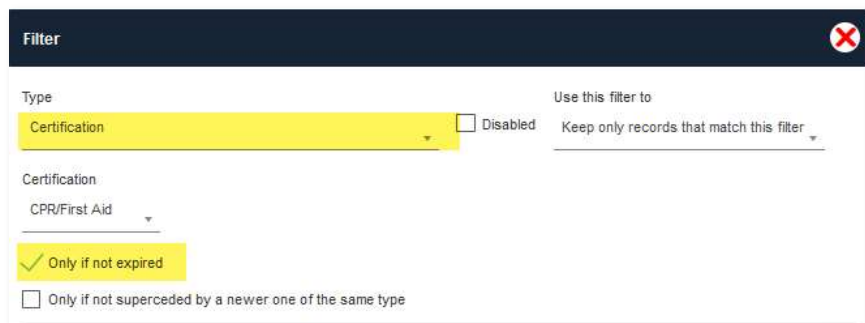 Filter
Type
Use this filter to
Certification
Disabled
Keep only records that match this filter
Certification
CPR/First Aid
Only if not expired
Only if not superceded by a newer one of the same type